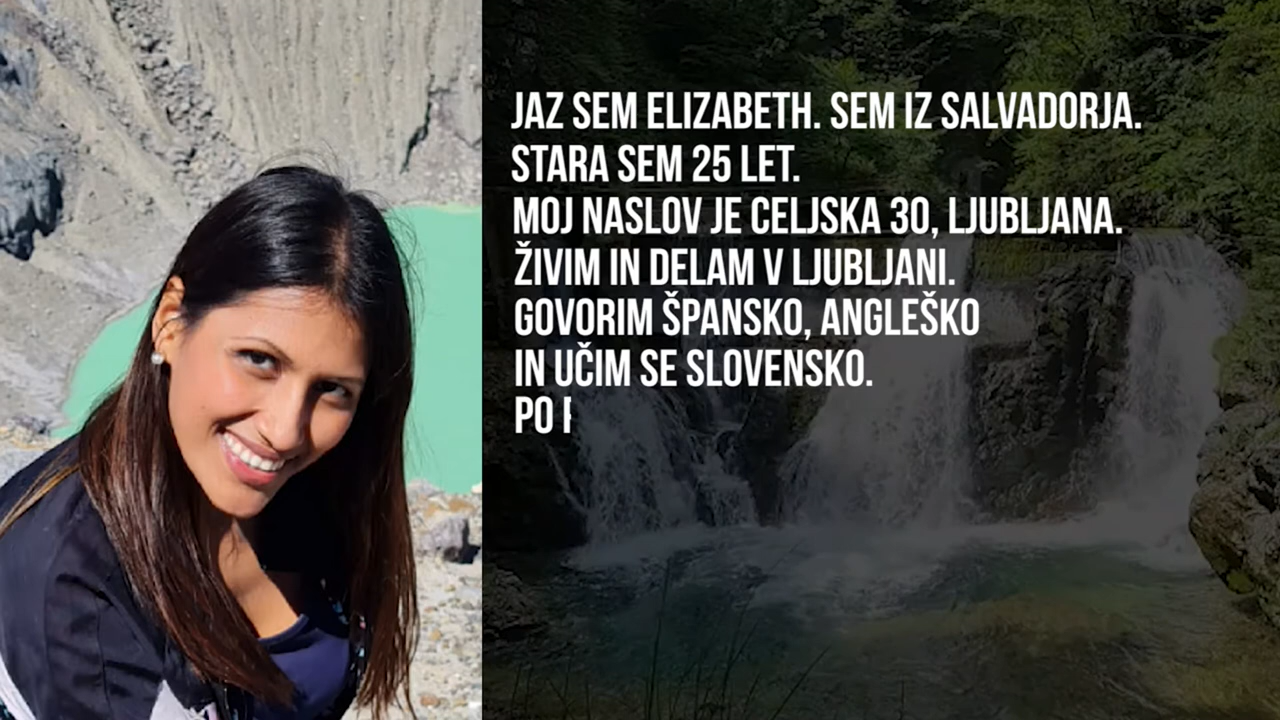 JAZ SEM ELIZABETH. SEM IZ SALVADORJA.
STARA SEM 25 LET.
MOJ NASLOV JE CELJSKA 30, LJUBLJANA.
ŽIVIM IN DELAM V LJUBLJANI.
GOVORIM ŠPANSKO, ANGLEŠKO
IN UČIM SE SLOVENSKO.
PO